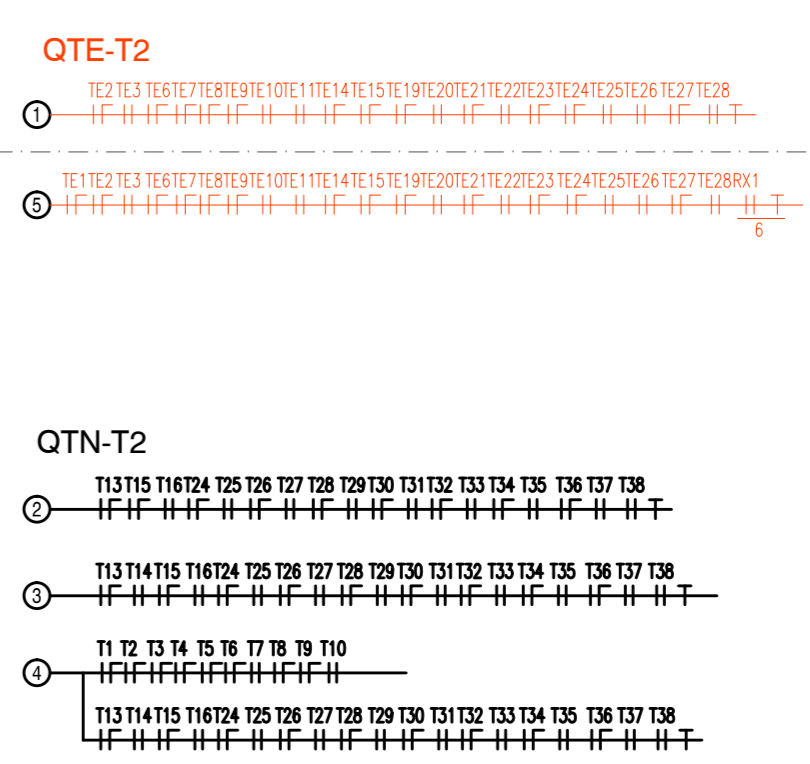 QTE-T2
TE2 TE3 TE6 TE7 TE8 TE9 TE10 TE11 TE14 TE15 TE19 TE20 TE21 TE22 TE23 TE24 TE25 TE26 TE27 TE28
1
TE1 TE2 TE3 TE6 TE7 TE8 TE9 TE10 TE11 TE14 TE15 TE19 TE20 TE21 TE22 TE23 TE24 TE25 TE26 TE27 TE28 RX1
5
6
QTN-T2
T13 T15 T16 T24 T25 T26 T27 T28 T29 T30 T31 T32 T33 T34 T35 T36 T37 T38
2
T13 T14 T15 T16 T24 T25 T26 T27 T28 T29 T30 T31 T32 T33 T34 T35 T36 T37 T38
3
T1 T2 T3 T4 T5 T6 T7 T8 T9 T10
4
T13 T14 T15 T16 T24 T25 T26 T27 T28 T29 T30 T31 T32 T33 T34 T35 T36 T37 T38